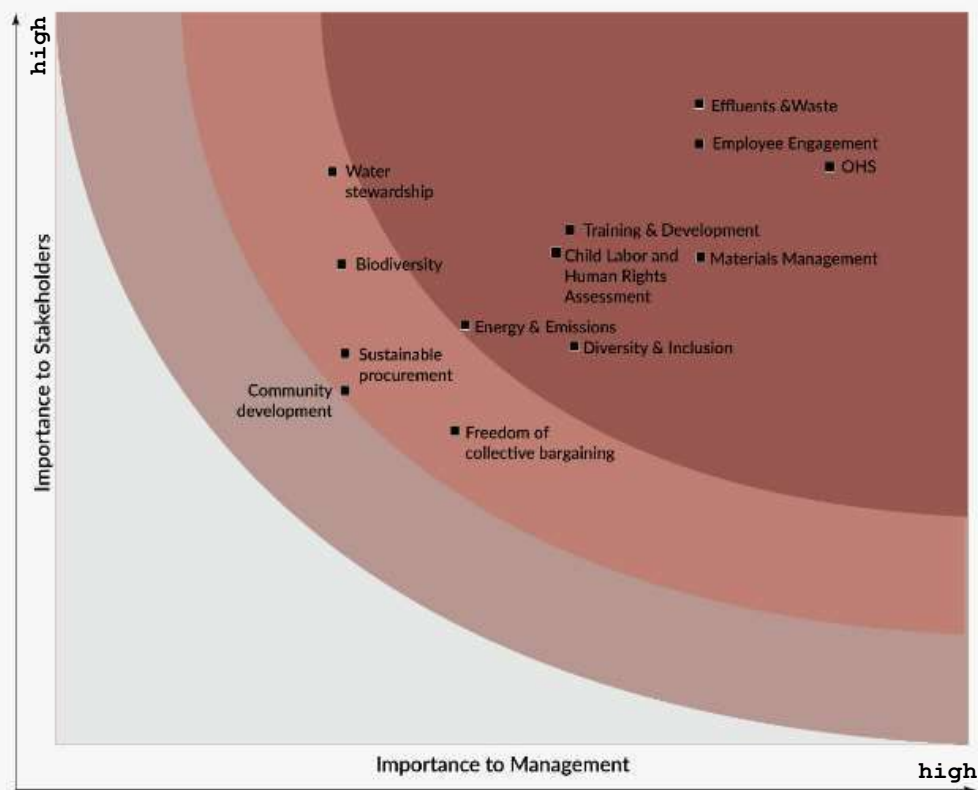 high
Effluents &Waste
Employee Engagement
OHS
Water
stewardship
Training & Development
Child Labor and
Human Rights
Assessment
Materials Management
Biodiversity
Energy & Emissions
Diversity & Inclusion
Sustainable
procurement
Community
development
Freedom of
collective bargaining
Importance to Stakeholders
Importance to Management
high